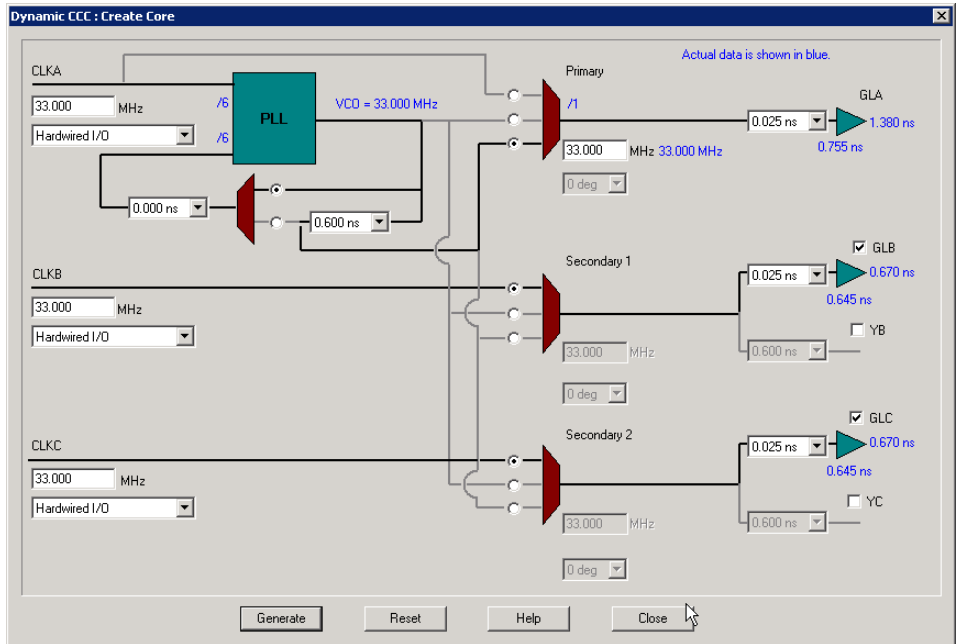 Dynamic CCC : Create Core
Actual data is shown in blue.
CLKA
33.000 MHz
Hardwired I/O
/6
/6
PLL
VCO = 33.000 MHz
0.000 ns
0.600 ns
Primary
/1
33.000 MHz 33.000 MHz
0 deg
GLA
0.025 ns
1.380 ns
0.755 ns
CLKB
33.000 MHz
Hardwired I/O
Secondary 1
33.000 MHz
0 deg
GLB
0.025 ns
0.670 ns
0.645 ns
YB
0.600 ns
CLKC
33.000 MHz
Hardwired I/O
Secondary 2
33.000 MHz
0 deg
GLC
0.025 ns
0.670 ns
0.645 ns
YC
0.600 ns
Generate
Reset
Help
Close